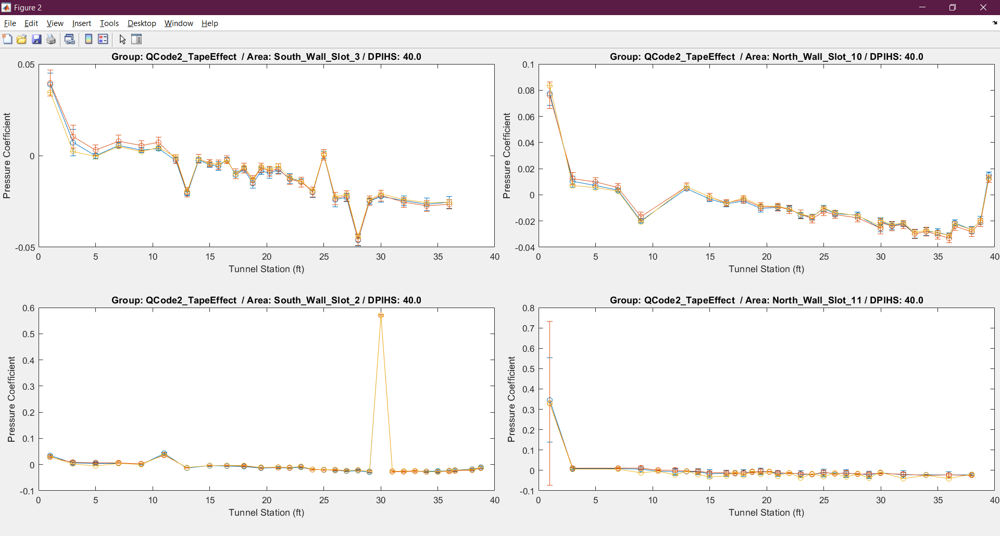 Figure 2
File Edit View Insert Tools Desktop Window Help
Group: QCode2_TapeEffect / Area: South_Wall_Slot_3 / DPIHS: 40.0
0.05
0
-0.05
Pressure Coefficient
0 5 10 15 20 25 30 35 40
Tunnel Station (ft)
Group: QCode2_TapeEffect / Area: North_Wall_Slot_10 / DPIHS: 40.0
0.1
0.08
0.06
0.04
0.02
0
-0.02
-0.04
Pressure Coefficient
0 5 10 15 20 25 30 35 40
Tunnel Station (ft)
Group: QCode2_TapeEffect / Area: South_Wall_Slot_2 / DPIHS: 40.0
0.6
0.5
0.4
0.3
0.2
0.1
0
-0.1
Pressure Coefficient
0 5 10 15 20 25 30 35 40
Tunnel Station (ft)
Group: QCode2_TapeEffect / Area: North_Wall_Slot_11 / DPIHS: 40.0
0.8
0.7
0.6
0.5
0.4
0.3
0.2
0.1
0
-0.1
Pressure Coefficient
0 5 10 15 20 25 30 35 40
Tunnel Station (ft)